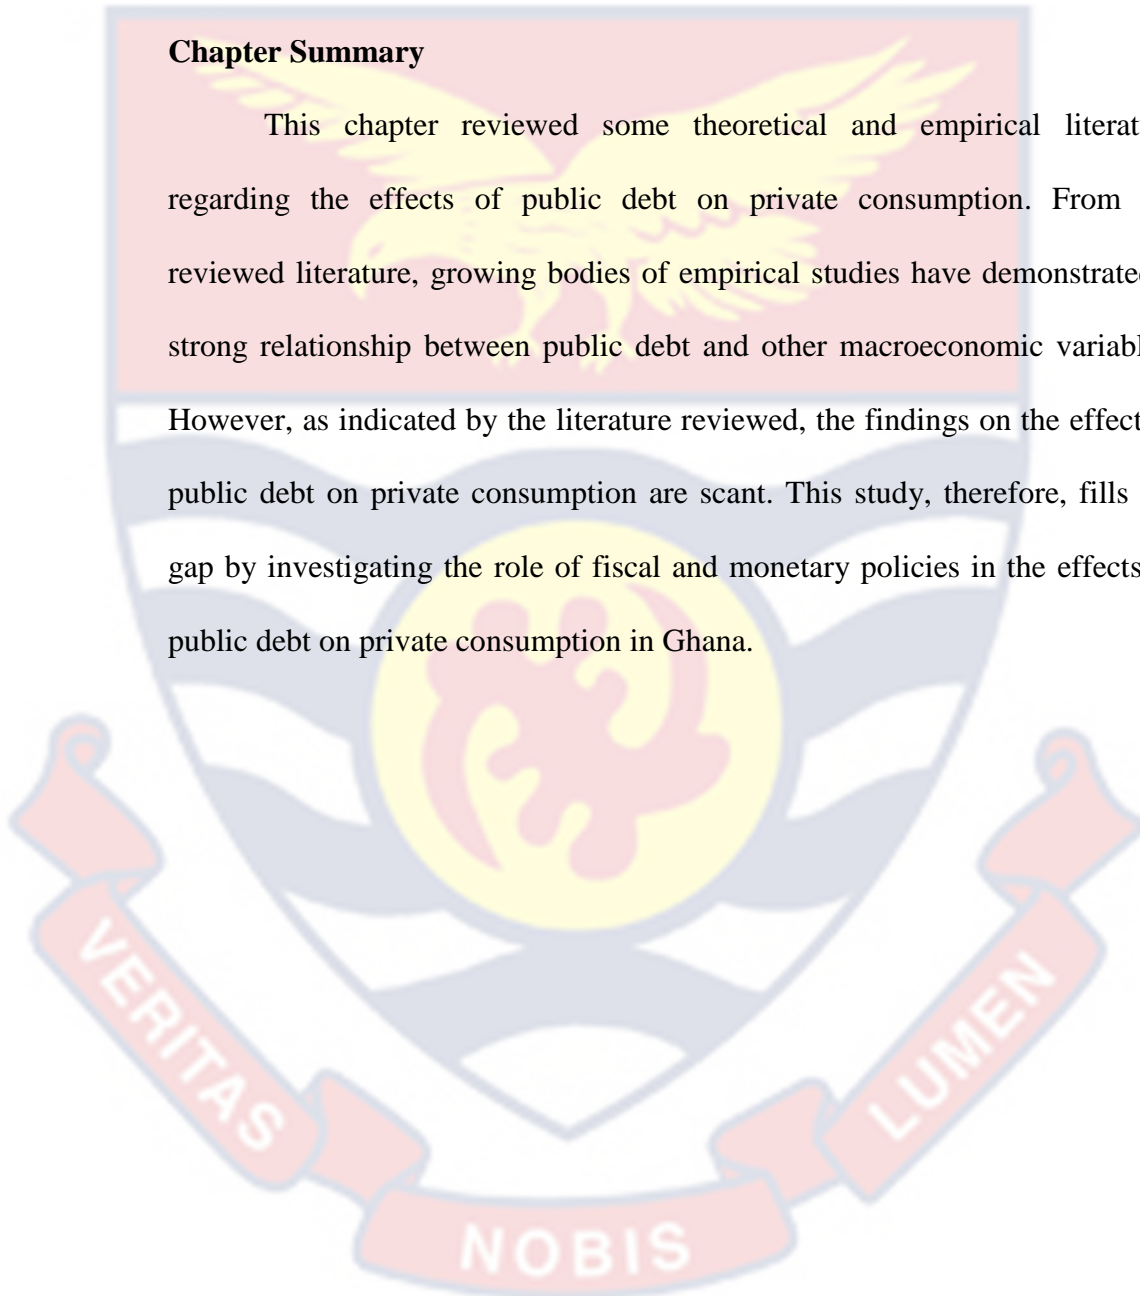 Chapter Summary
This chapter reviewed some theoretical and empirical literat
regarding the effects of public debt on private consumption. From
reviewed literature, growing bodies of empirical studies have demonstrated
strong relationship between public debt and other macroeconomic variabl
However, as indicated by the literature reviewed, the findings on the effect
public debt on private consumption are scant. This study, therefore, fills
gap by investigating the role of fiscal and monetary policies in the effects
public debt on private consumption in Ghana.
VERITAS
NOBIS
LUMEN